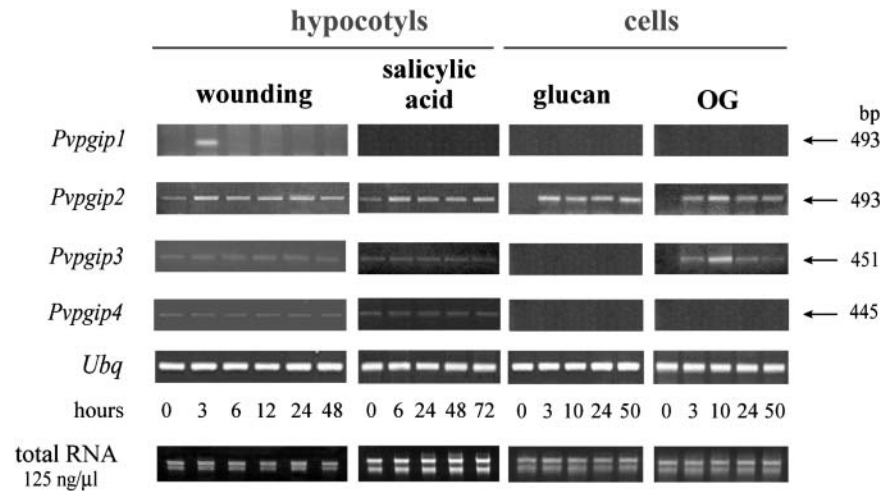 hypocotyls cells
wounding salicylic acid glucan OG bp
Pvpgip1 493
Pvpgip2 493
Pvpgip3 451
Pvpgip4 445
Ubq
hours 0 3 6 12 24 48 0 6 24 48 72 0 3 10 24 50 0 3 10 24 50
total RNA
125 ng/µl